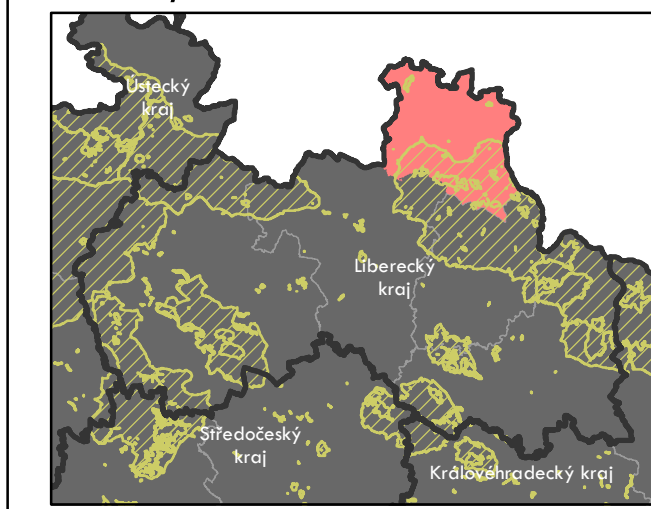 Ústecký
kraj
Liberecký
kraj
Středočeský
kraj
Královéhradecký kraj